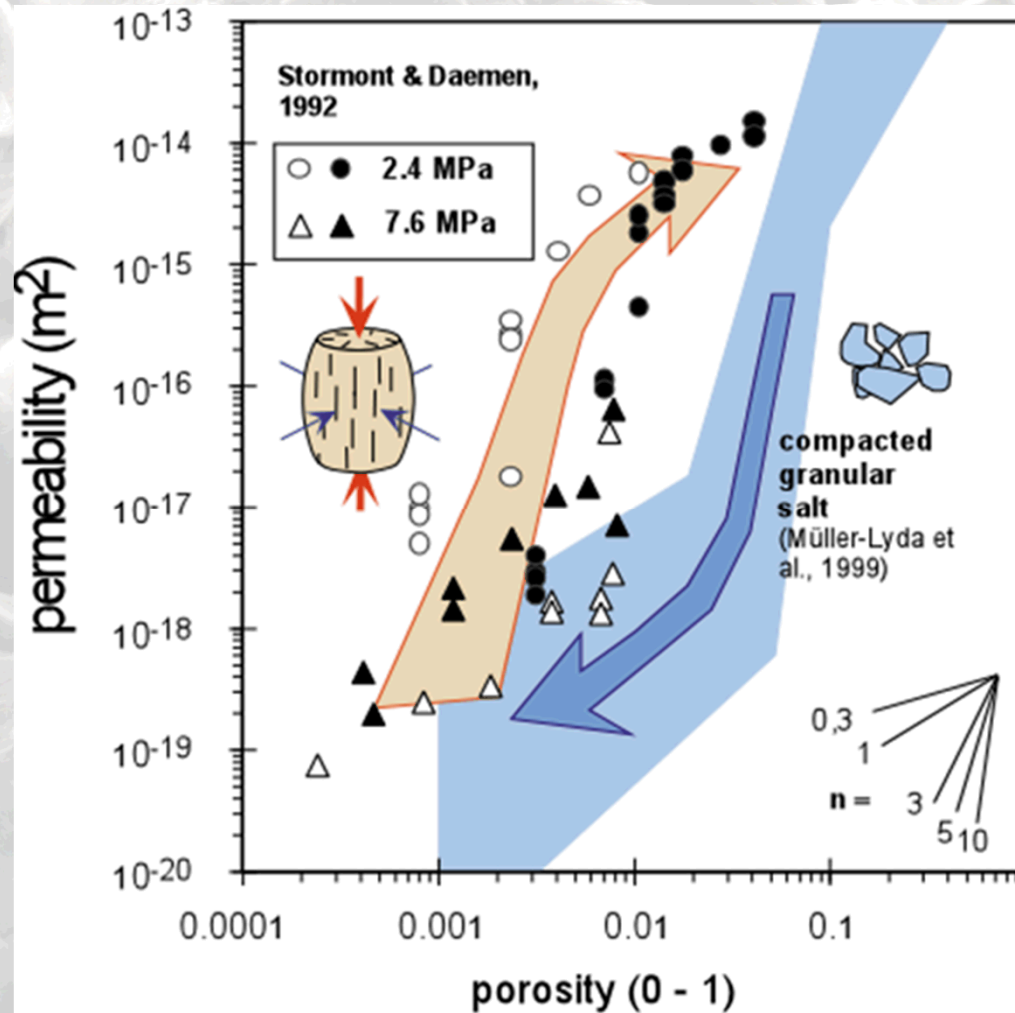 10-13
10-14
10-15
10-16
10-17
10-18
10-19
10-20
permeability (m2)
Stormont & Daemen,
1992
2.4 MPa
7.6 MPa
compacted
granular
salt
(Müller-Lyda et
al., 1999)
0,3
1
n = 3
5 10
0.0001 0.001 0.01 0.1
porosity (0 - 1)